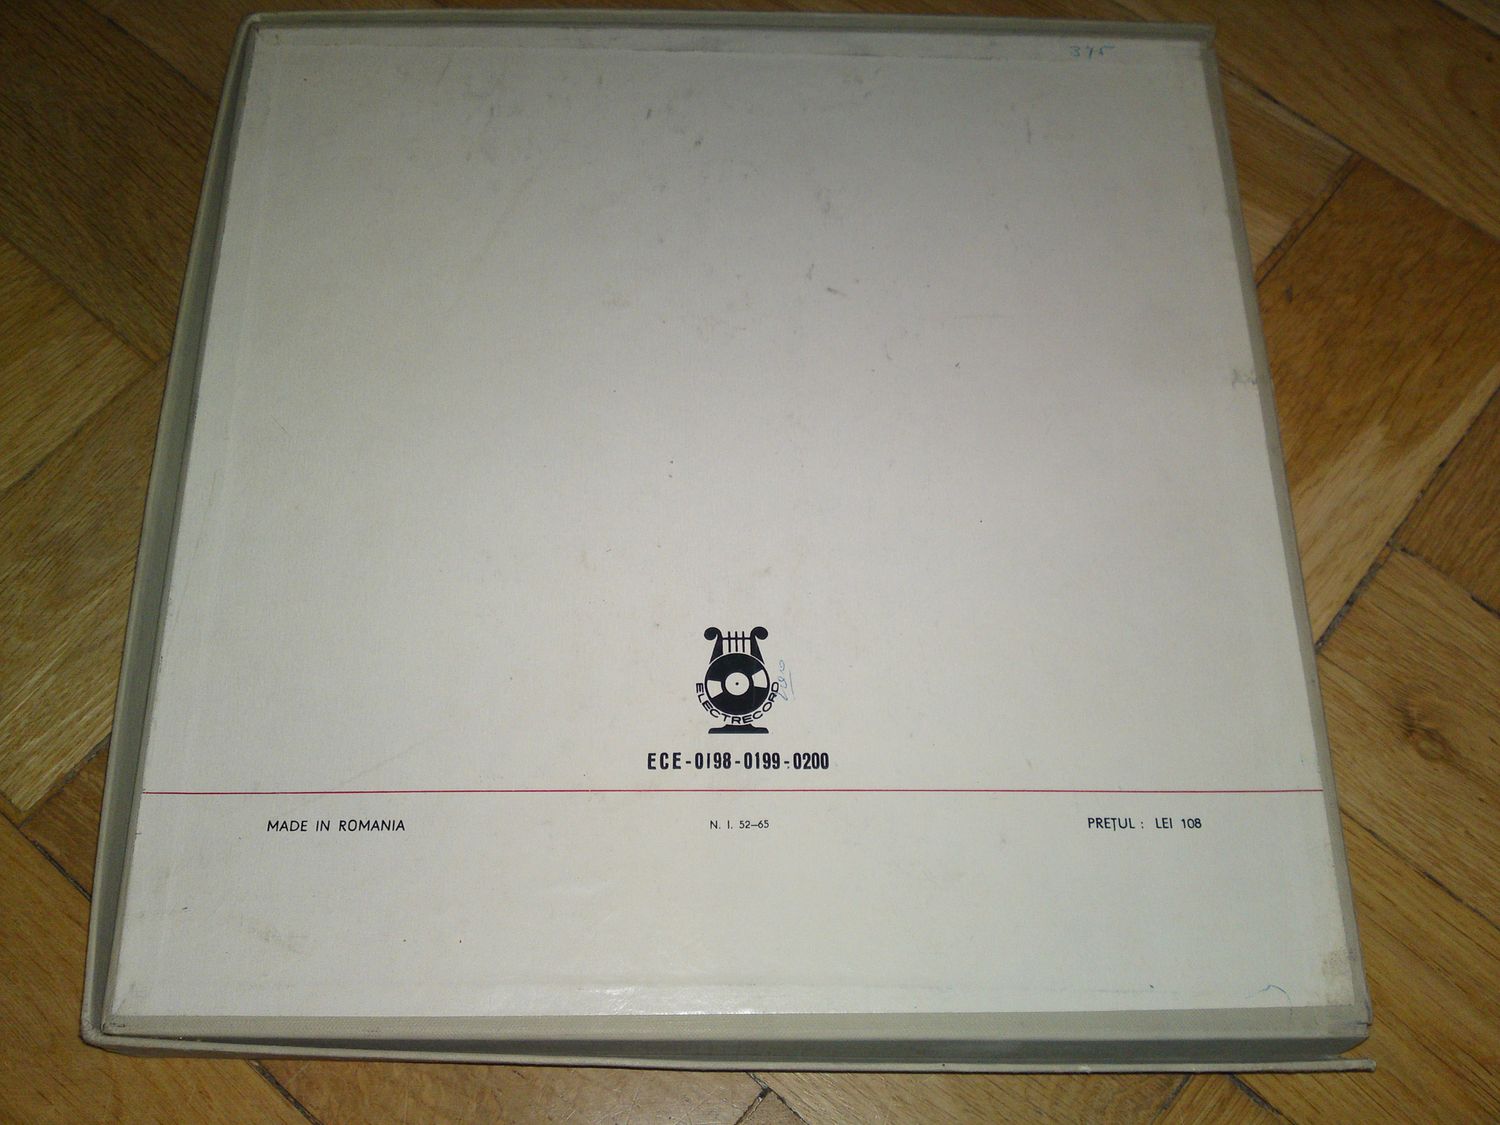 375
ELECTRECORD
ECE-0198-0199-0200
MADE IN ROMANIA
N. I. 52–65
PREȚUL : LEI 108